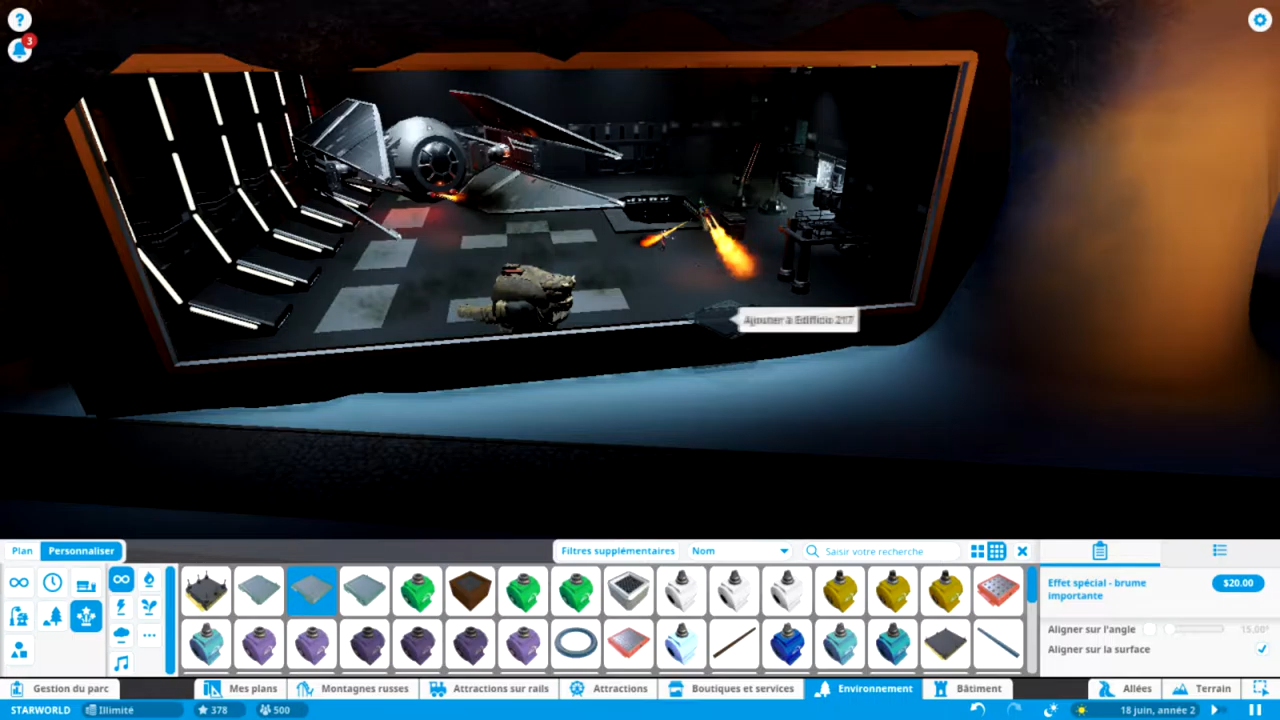 ?
3
Ajouter à Edificio 217
Plan
Personnaliser
Filtres supplémentaires
Nom
Saisir votre recherche
Effet spécial - brume importante
$20.00
Aligner sur l'angle
15,00°
Aligner sur la surface
Gestion du parc
Mes plans
Montagnes russes
Attractions sur rails
Attractions
Boutiques et services
Environnement
Bâtiment
Allées
Terrain
STARWORLD
Illimité
378
500
18 juin, année 2